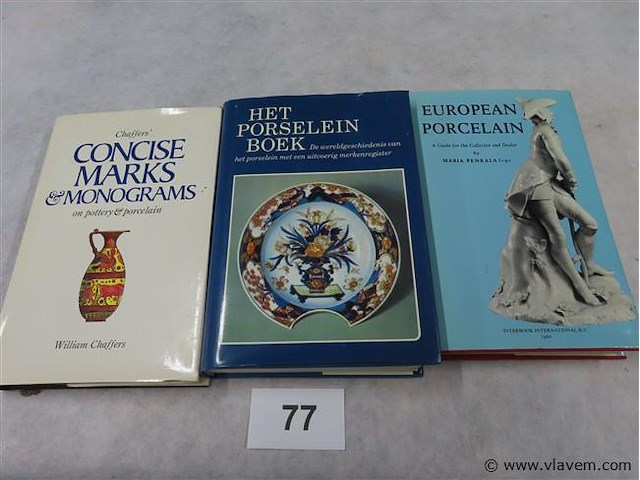 Chaffers'
CONCISE
MARKS
& MONOGRAMS
on pottery & porcelain
William Chaffers
HET
PORSELEIN
BOEK
De wereldgeschiedenis van
het porselein met een uitvoerig merkenregister
EUROPEAN
PORCELAIN
A Guide for the Collector and Dealer
by
MARIA PENKALA
INTERBOOK INTERNATIONAL B.V.
1980
77
© www.vlavem.com